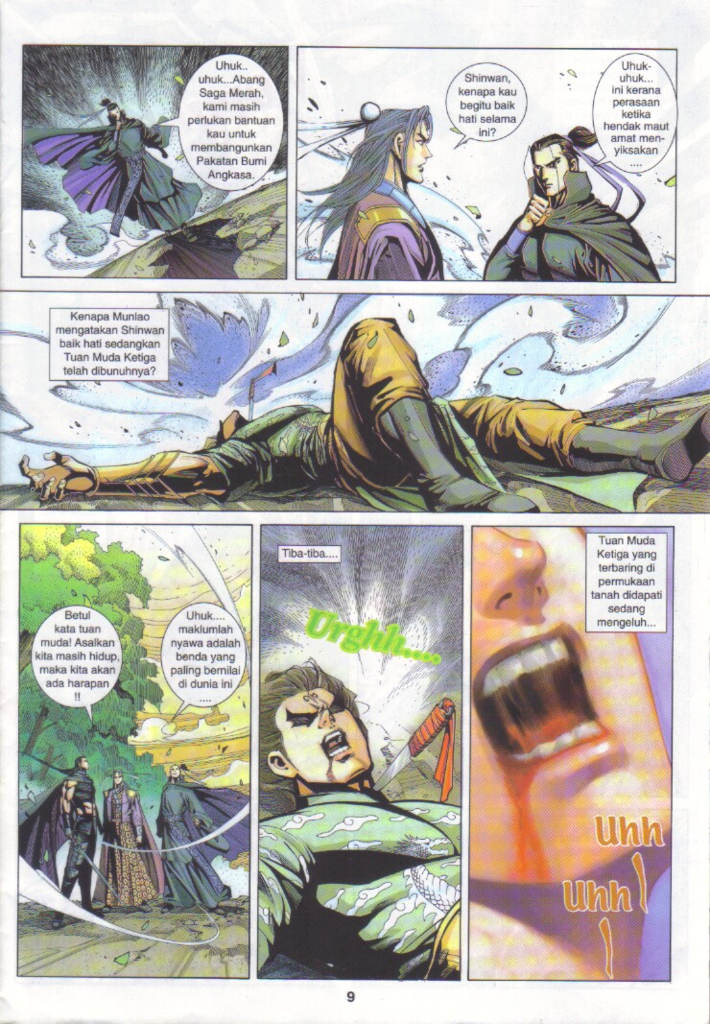 Uhuk..
uhuk...Abang
Saga Merah,
kami masih
perlukan bantuan
kau untuk
membangunkan
Pakatan Bumi
Angkasa.
Shinwan,
kenapa kau
begitu baik
hati selama
ini?
Uhuk-
uhuk...
ini kerana
perasaan
ketika
hendak maut
amat men-
yiksakan
....
Kenapa Munlao
mengatakan Shinwan
baik hati sedangkan
Tuan Muda Ketiga
telah dibunuhnya?
Betul
kata tuan
muda! Asalkan
kita masih hidup,
maka kita akan
ada harapan
!!
Uhuk....
maklumlah
nyawa adalah
benda yang
paling bernilai
di dunia ini
....
Tiba-tiba....
Urghh.....
Tuan Muda
Ketiga yang
terbaring di
permukaan
tanah didapati
sedang
mengeluh...
Uhh
Uhh
9